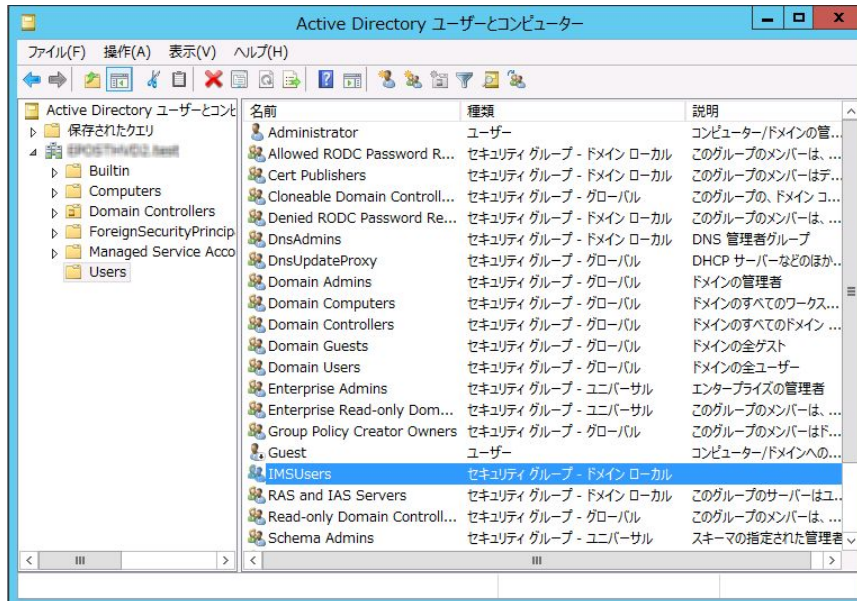 Active Directory ユーザーとコンピューター
ファイル(F) 操作(A) 表示(V) ヘルプ(H)
Active Directory ユーザーとコンピ
保存されたクエリ
Builtin
Computers
Domain Controllers
ForeignSecurityPrincip
Managed Service Acco
Users
名前 種類 説明
Administrator ユーザー コンピューター/ドメインの管...
Allowed RODC Password R... セキュリティ グループ - ドメイン ローカル このグループのメンバーは、...
Cert Publishers セキュリティ グループ - ドメイン ローカル このグループのメンバーはデ...
Cloneable Domain Controll... セキュリティ グループ - グローバル このグループの、ドメイン コ...
Denied RODC Password Re... セキュリティ グループ - ドメイン ローカル このグループのメンバーは、...
DnsAdmins セキュリティ グループ - ドメイン ローカル DNS 管理者グループ
DnsUpdateProxy セキュリティ グループ - グローバル DHCP サーバーなどのほか...
Domain Admins セキュリティ グループ - グローバル ドメインの管理者
Domain Computers セキュリティ グループ - グローバル ドメインのすべてのワークス...
Domain Controllers セキュリティ グループ - グローバル ドメインのすべてのドメイン ...
Domain Guests セキュリティ グループ - グローバル ドメインの全ゲスト
Domain Users セキュリティ グループ - グローバル ドメインの全ユーザー
Enterprise Admins セキュリティ グループ - ユニバーサル エンタープライズの管理者
Enterprise Read-only Dom... セキュリティ グループ - ユニバーサル このグループのメンバーは、...
Group Policy Creator Owners セキュリティ グループ - グローバル このグループのメンバーはド...
Guest ユーザー コンピューター/ドメインへの...
IMSUsers セキュリティ グループ - ドメイン ローカル
RAS and IAS Servers セキュリティ グループ - ドメイン ローカル このグループのサーバーはユ...
Read-only Domain Controll... セキュリティ グループ - グローバル このグループのメンバーは、...
Schema Admins セキュリティ グループ - ユニバーサル スキーマの指定された管理者